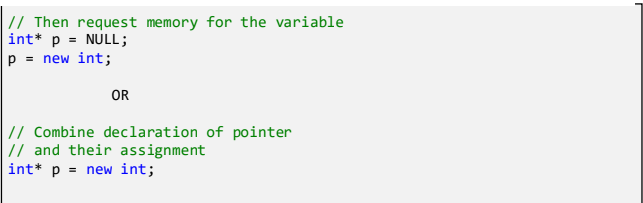 // Then request memory for the variable
int* p = NULL;
p = new int;
OR
// Combine declaration of pointer
// and their assignment
int* p = new int;